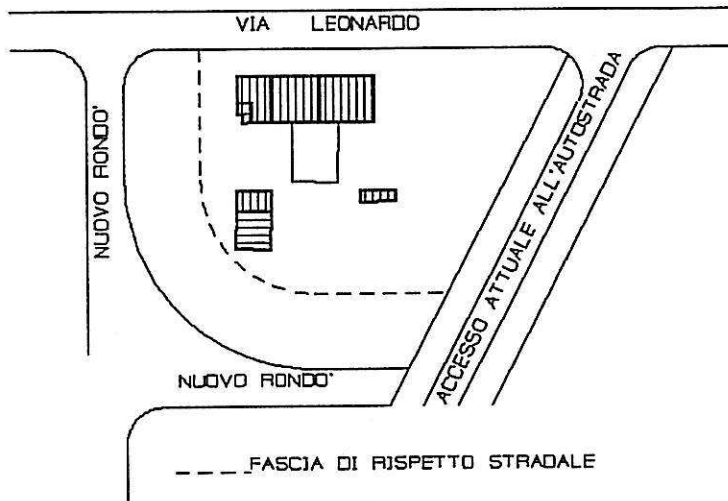 VIA LEONARDO
NUOVO RONDO'
ACCESSO ATTUALE ALL'AUTOSTRADA
NUOVO RONDO'
FASCIA DI RISPETTO STRADALE